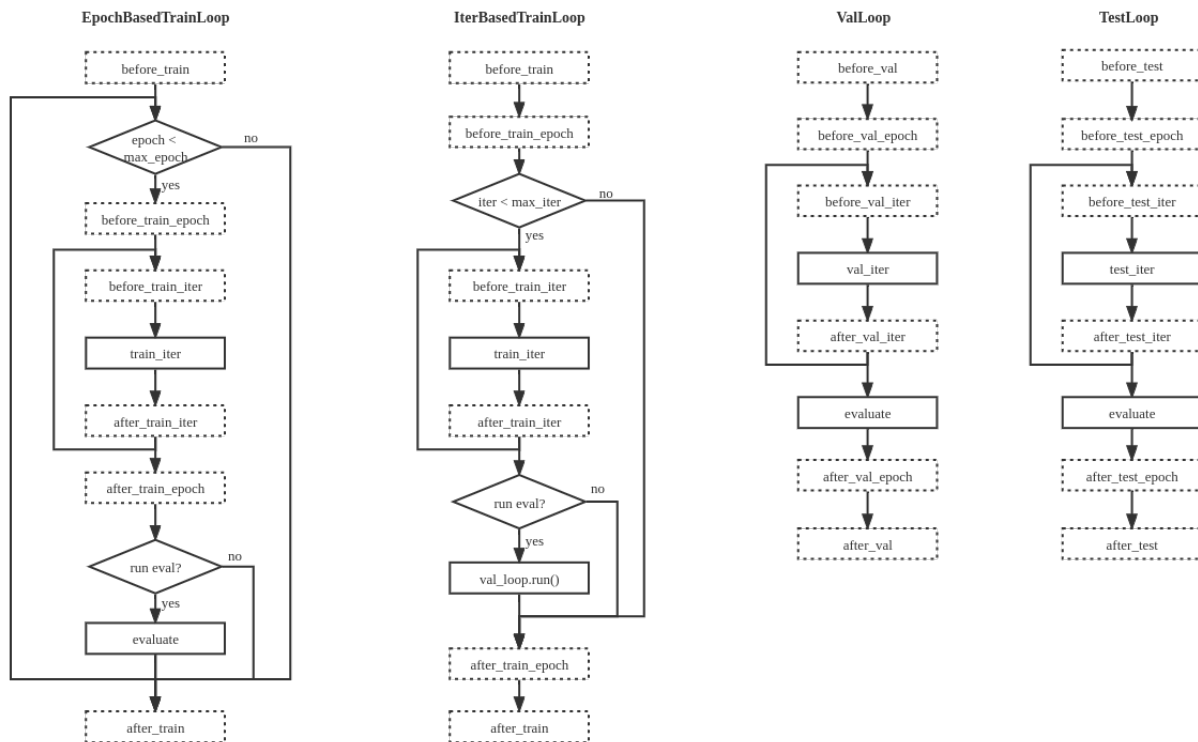 EpochBasedTrainLoop
before_train
epoch <
max_epoch
no
yes
before_train_epoch
before_train_iter
train_iter
after_train_iter
after_train_epoch
run eval?
no
yes
evaluate
after_train
IterBasedTrainLoop
before_train
before_train_epoch
iter < max_iter
no
yes
before_train_iter
train_iter
after_train_iter
run eval?
no
yes
val_loop.run()
after_train_epoch
after_train
ValLoop
before_val
before_val_epoch
before_val_iter
val_iter
after_val_iter
evaluate
after_val_epoch
after_val
TestLoop
before_test
before_test_epoch
before_test_iter
test_iter
after_test_iter
evaluate
after_test_epoch
after_test